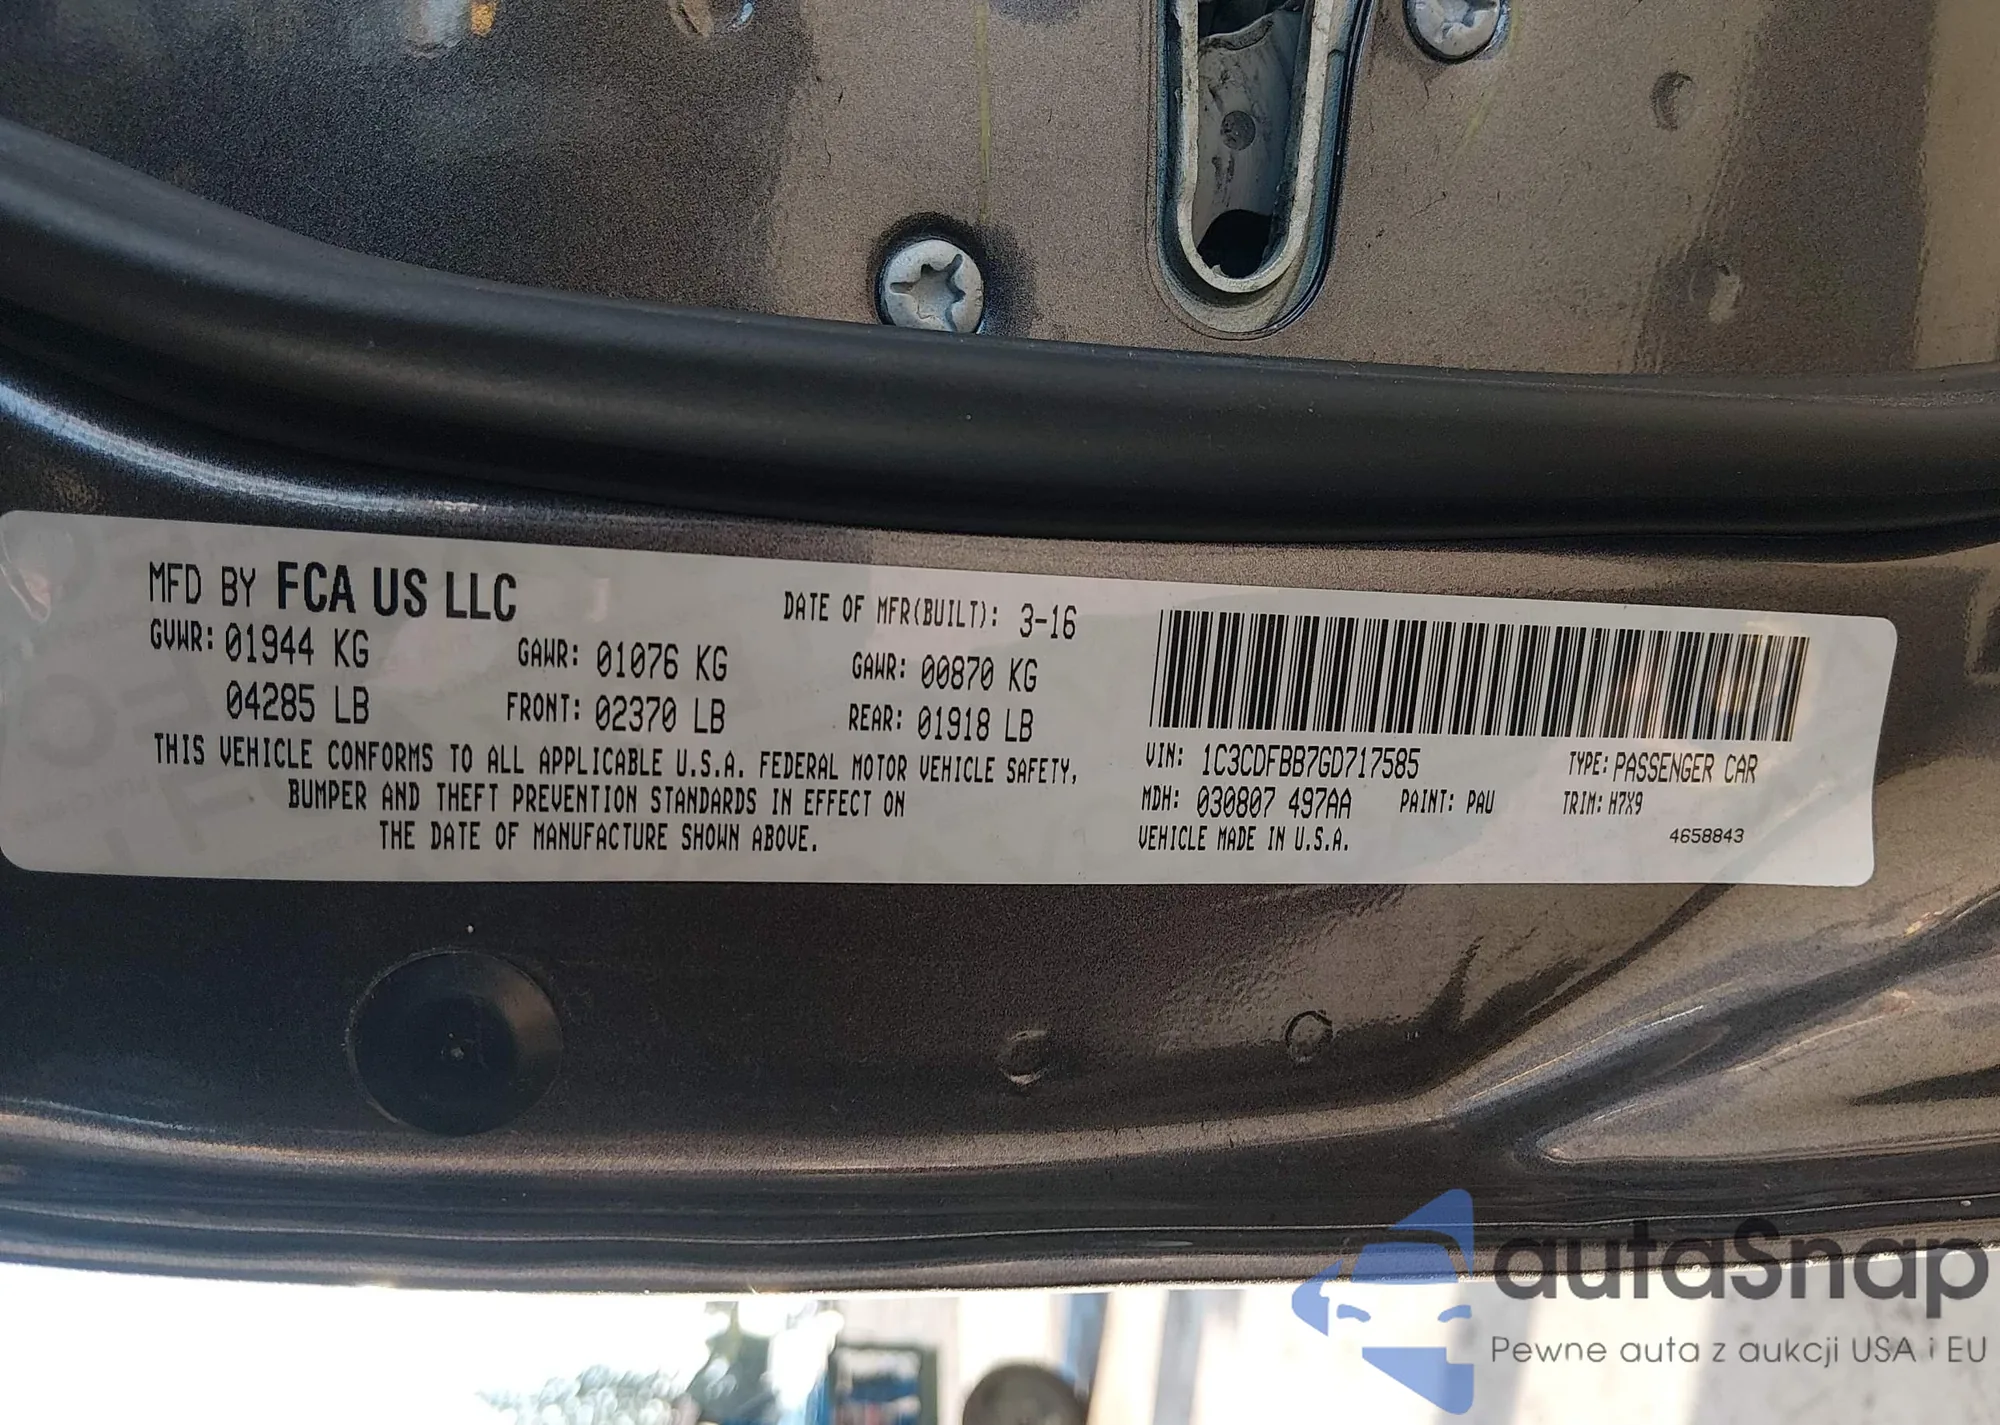 MFD BY FCA US LLC
DATE OF MFR(BUILT): 3-16
GVWR: 01944 KG GAWR: 01076 KG GAWR: 00870 KG
04285 LB FRONT: 02370 LB REAR: 01918 LB
THIS VEHICLE CONFORMS TO ALL APPLICABLE U.S.A. FEDERAL MOTOR VEHICLE SAFETY,
BUMPER AND THEFT PREVENTION STANDARDS IN EFFECT ON
THE DATE OF MANUFACTURE SHOWN ABOVE.
VIN: 1C3CDFBB7GD717585 TYPE: PASSENGER CAR
MDH: 030807 497AA PAINT: PAU TRIM: H7X9
VEHICLE MADE IN U.S.A. 4658843
autaSnap
Pewne auta z aukcji USA i EU